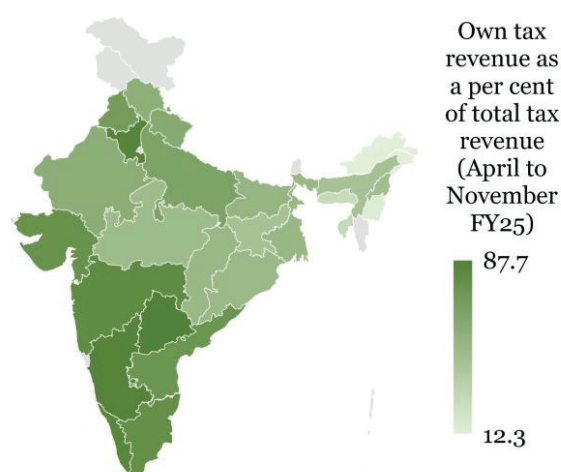 Own tax
revenue as
a per cent
of total tax
revenue
(April to
November
FY25)
87.7
12.3